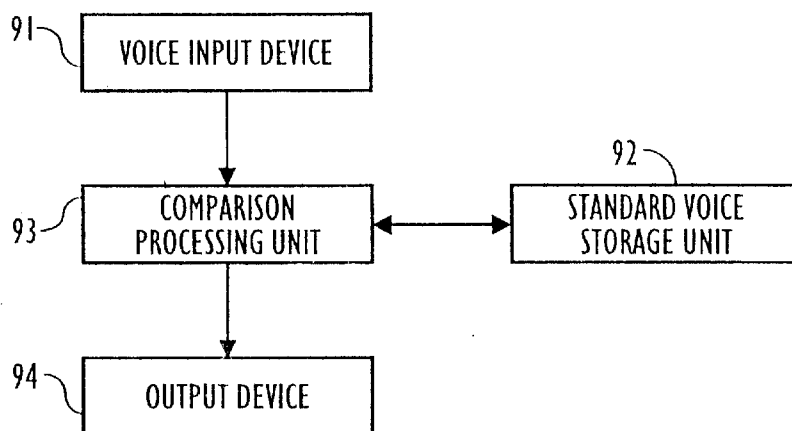 91
VOICE INPUT DEVICE
92
93
COMPARISON
PROCESSING UNIT
STANDARD VOICE
STORAGE UNIT
94
OUTPUT DEVICE